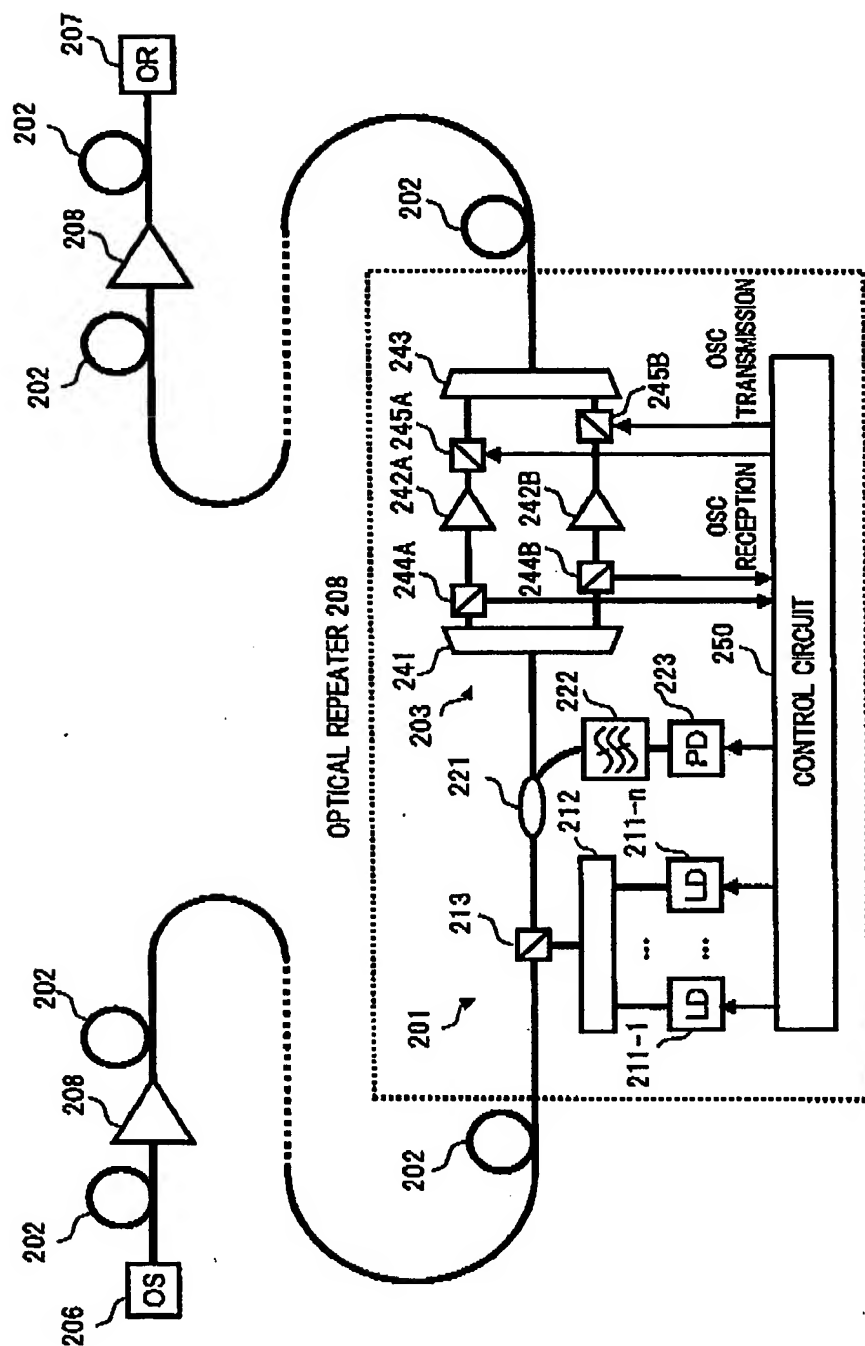 206
OS
202
208
202
202
202
208
202
207
OR
202
OPTICAL REPEATER 208
201
213
221
203
241
244A
242A
245A
243
244B
242B
245B
212
222
223
PD
211-1
LD
...
...
211-n
LD
OSC
RECEPTION
OSC
TRANSMISSION
250
CONTROL CIRCUIT